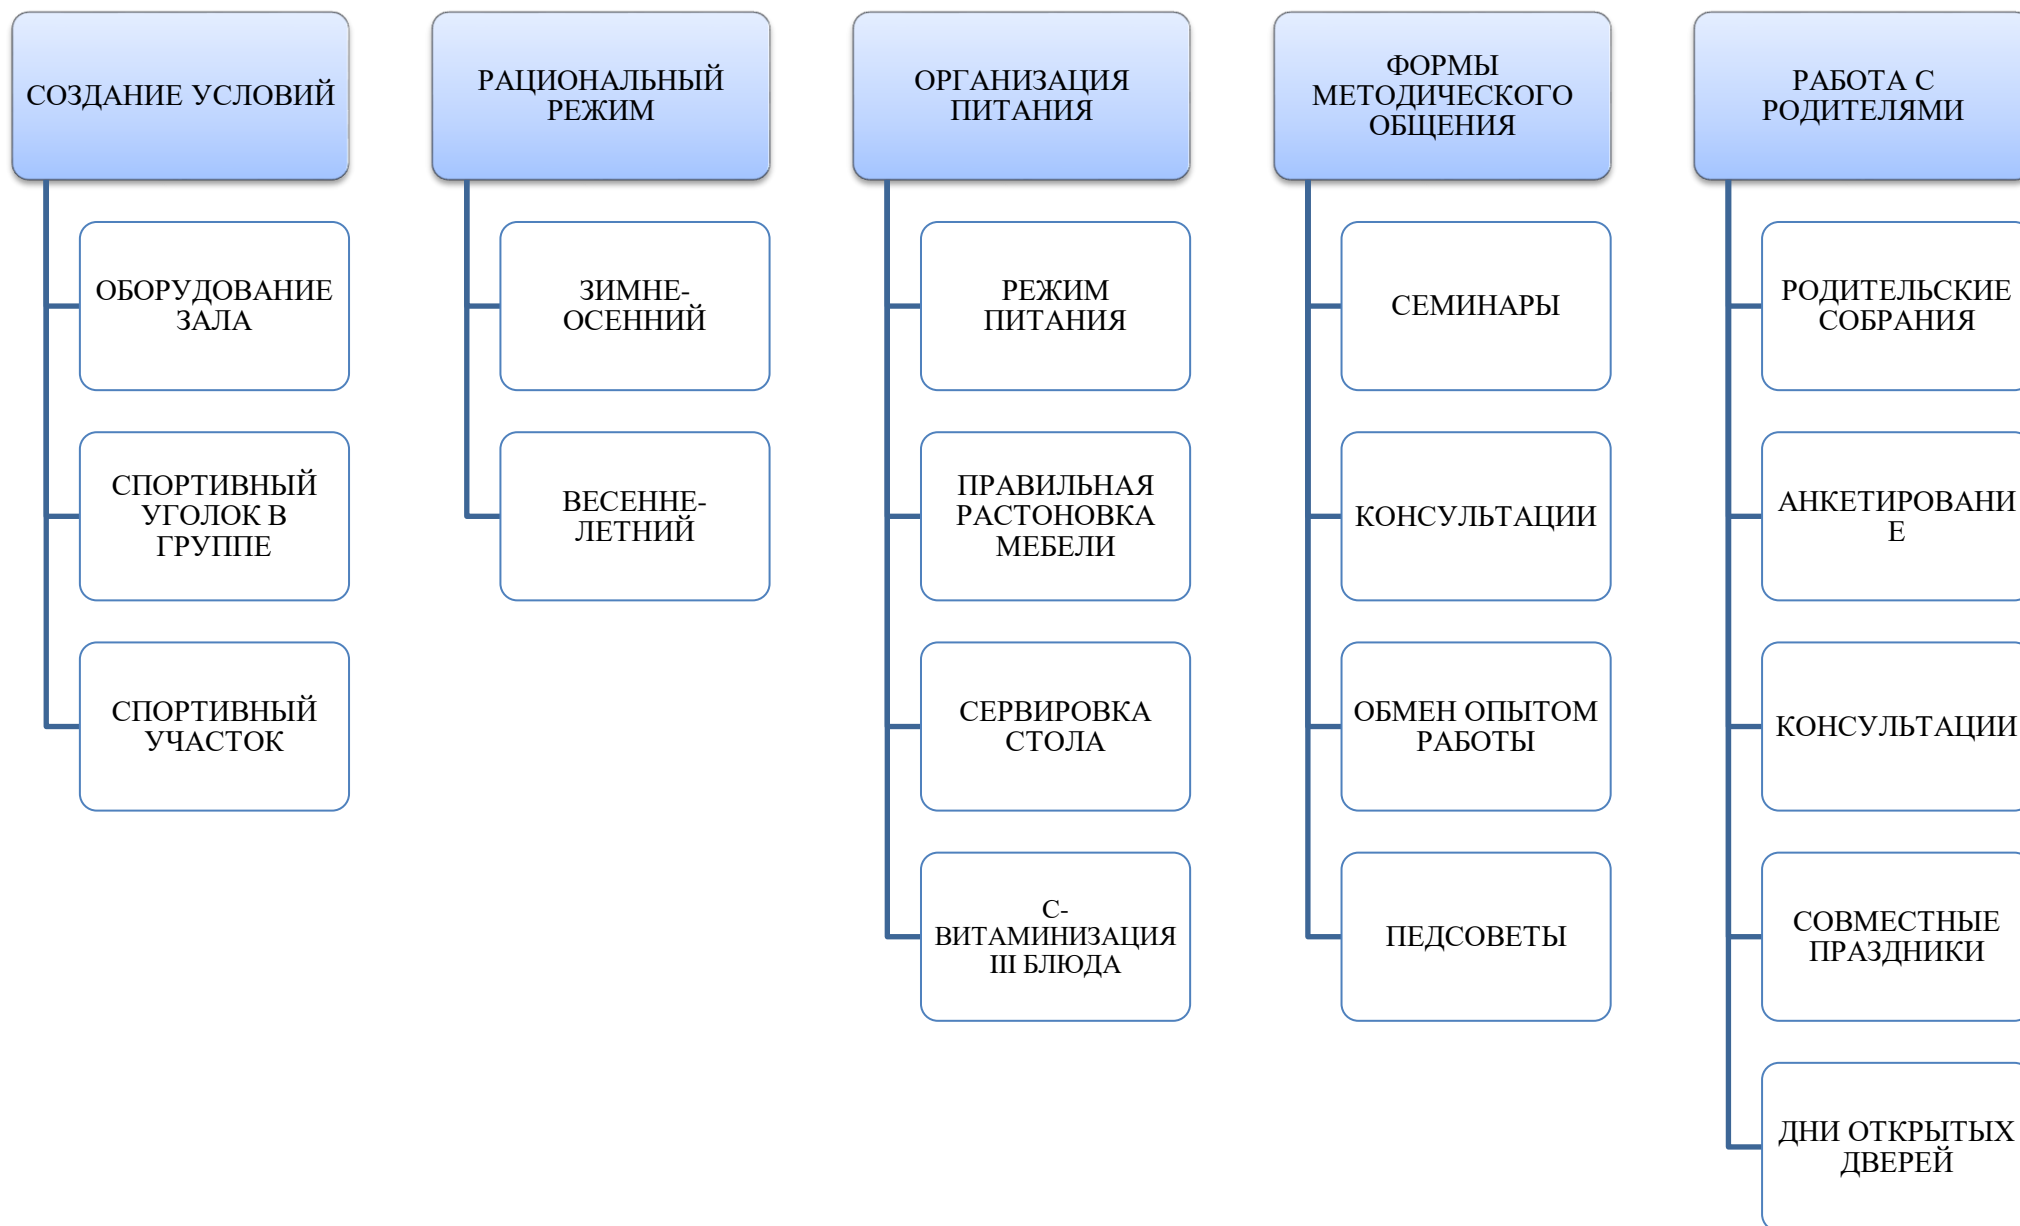 СОЗДАНИЕ УСЛОВИЙ
ОБОРУДОВАНИЕ
ЗАЛА
СПОРТИВНЫЙ
УГОЛОК В
ГРУППЕ
СПОРТИВНЫЙ
УЧАСТОК
РАЦИОНАЛЬНЫЙ
РЕЖИМ
ЗИМНЕ-
ОСЕННИЙ
ВЕСЕННЕ-
ЛЕТНИЙ
ОРГАНИЗАЦИЯ
ПИТАНИЯ
РЕЖИМ
ПИТАНИЯ
ПРАВИЛЬНАЯ
РАСТОНОВКА
МЕБЕЛИ
СЕРВИРОВКА
СТОЛА
С-
ВИТАМИНИЗАЦИЯ
III БЛЮДА
ФОРМЫ
МЕТОДИЧЕСКОГО
ОБЩЕНИЯ
СЕМИНАРЫ
КОНСУЛЬТАЦИИ
ОБМЕН ОПЫТОМ
РАБОТЫ
ПЕДСОВЕТЫ
РАБОТА С
РОДИТЕЛЯМИ
РОДИТЕЛЬСКИЕ
СОБРАНИЯ
АНКЕТИРОВАНИ
Е
КОНСУЛЬТАЦИИ
СОВМЕСТНЫЕ
ПРАЗДНИКИ
ДНИ ОТКРЫТЫХ
ДВЕРЕЙ